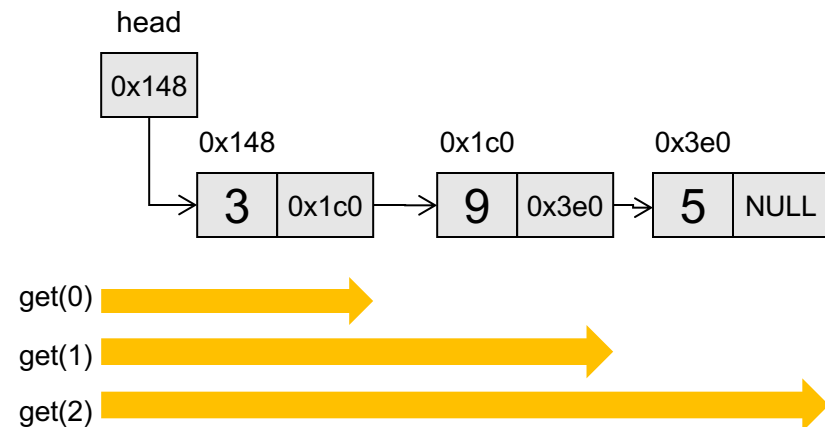 head
0x148
0x148 0x1c0 0x3e0
3 0x1c0 9 0x3e0 5 NULL
get(0)
get(1)
get(2)